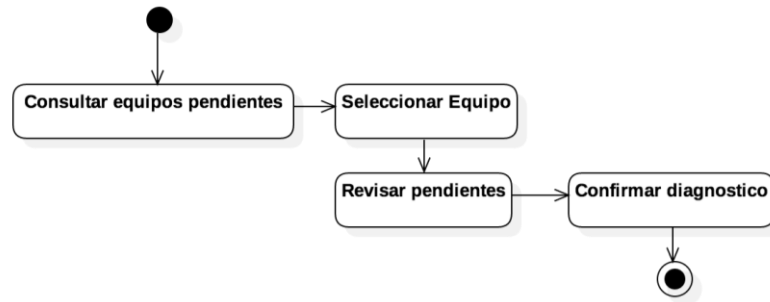 Consultar equipos pendientes
Seleccionar Equipo
Revisar pendientes
Confirmar diagnostico